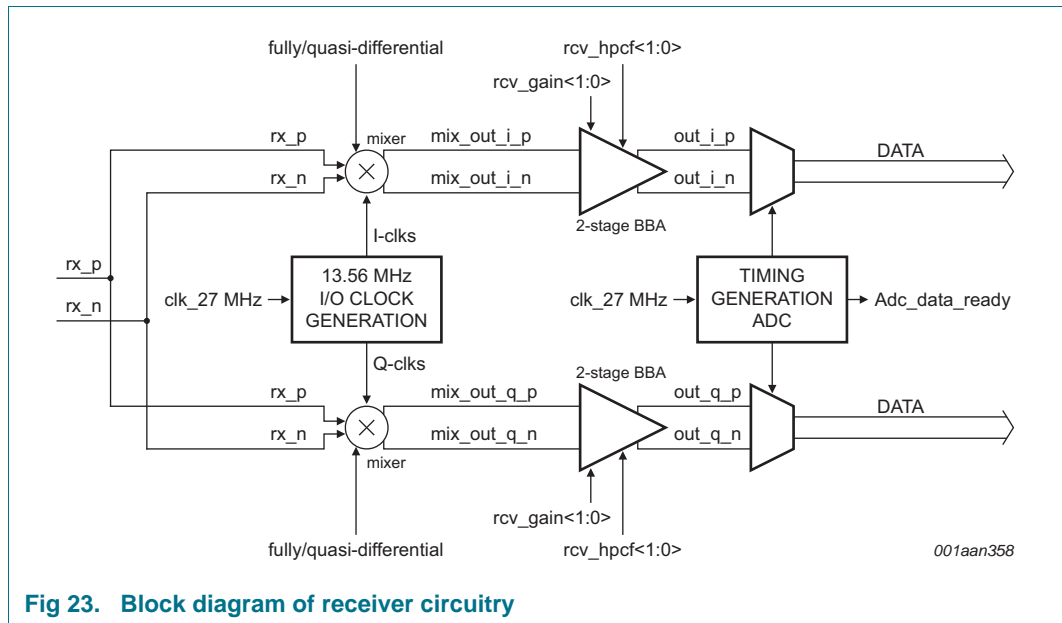 fully/quasi-differential
rcv_hpcf<1:0>
rcv_gain<1:0>
rx_p
mixer
mix_out_i_p
out_i_p
DATA
rx_n
mix_out_i_n
out_i_n
2-stage BBA
I-clks
rx_p
clk_27 MHz
13.56 MHz
I/O CLOCK
GENERATION
clk_27 MHz
TIMING
GENERATION
ADC
Adc_data_ready
rx_n
Q-clks
2-stage BBA
rx_p
mix_out_q_p
out_q_p
DATA
rx_n
mix_out_q_n
out_q_n
mixer
rcv_gain<1:0>
fully/quasi-differential
rcv_hpcf<1:0>
001aan358
Fig 23. Block diagram of receiver circuitry